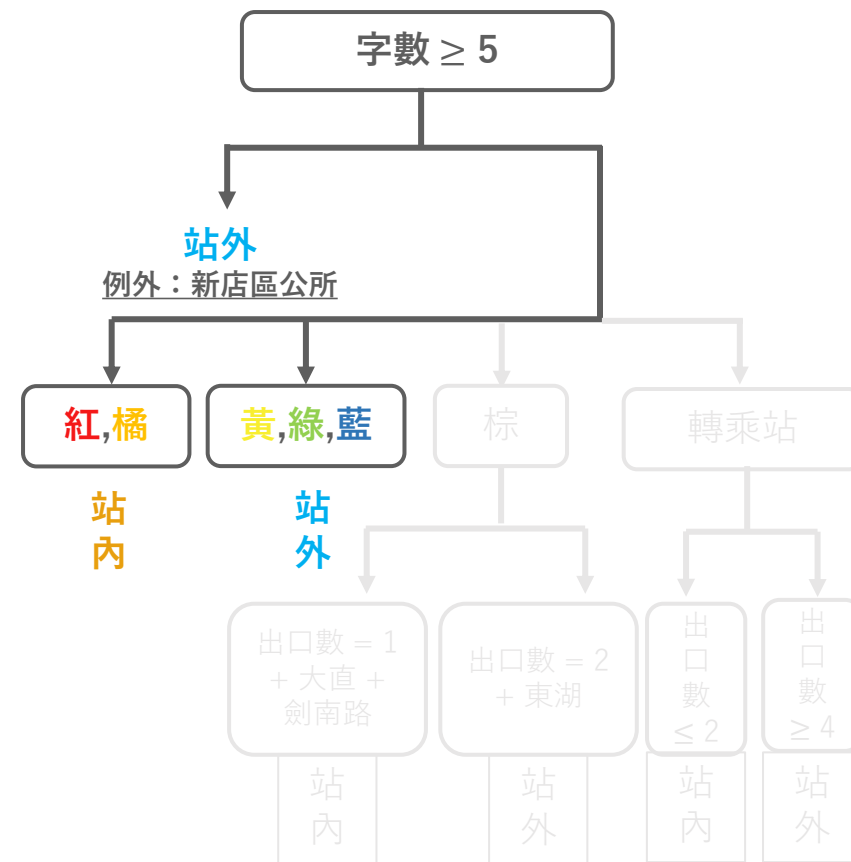 字數 ≥ 5
站外
例外：新店區公所
紅,橘
黃,綠,藍
棕
轉乘站
站
內
站
外
出口數 = 1
+ 大直 +
劍南路
出口數 = 2
+ 東湖
出
口
數
≤ 2
出
口
數
≥ 4
站
內
站
外
站
內
站
外